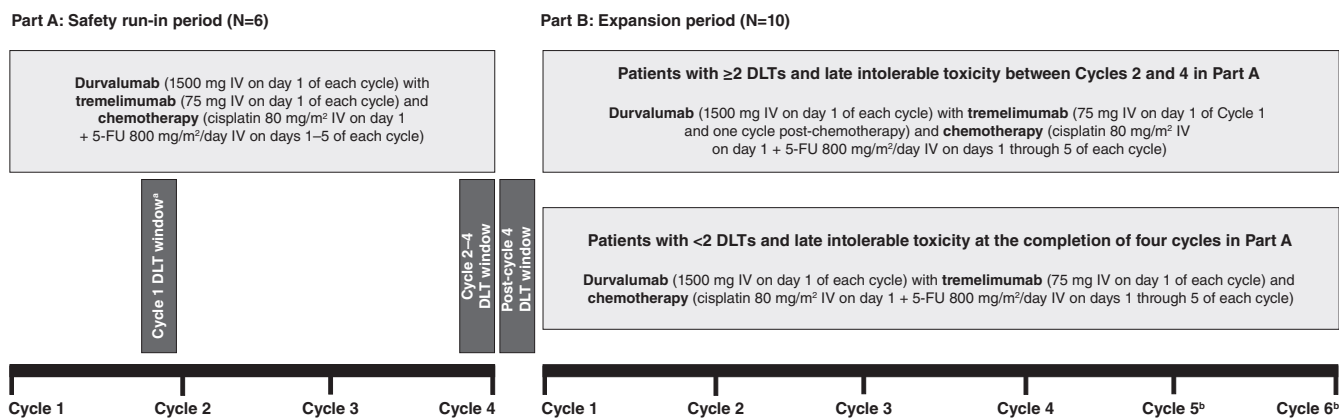 Part A: Safety run-in period (N=6)
Durvalumab (1500 mg IV on day 1 of each cycle) with
tremelimumab (75 mg IV on day 1 of each cycle) and
chemotherapy (cisplatin 80 mg/m² IV on day 1
+ 5-FU 800 mg/m²/day IV on days 1–5 of each cycle)
Cycle 1 DLT windowᵃ
Cycle 2–4
DLT window
Post-cycle 4
DLT window
Part B: Expansion period (N=10)
Patients with ≥2 DLTs and late intolerable toxicity between Cycles 2 and 4 in Part A
Durvalumab (1500 mg IV on day 1 of each cycle) with tremelimumab (75 mg IV on day 1 of Cycle 1
and one cycle post-chemotherapy) and chemotherapy (cisplatin 80 mg/m² IV
on day 1 + 5-FU 800 mg/m²/day IV on days 1 through 5 of each cycle)
Patients with <2 DLTs and late intolerable toxicity at the completion of four cycles in Part A
Durvalumab (1500 mg IV on day 1 of each cycle) with tremelimumab (75 mg IV on day 1 of each cycle) and
chemotherapy (cisplatin 80 mg/m² IV on day 1 + 5-FU 800 mg/m²/day IV on days 1 through 5 of each cycle)
Cycle 1 Cycle 2 Cycle 3 Cycle 4
Cycle 1 Cycle 2 Cycle 3 Cycle 4 Cycle 5ᵇ Cycle 6ᵇ